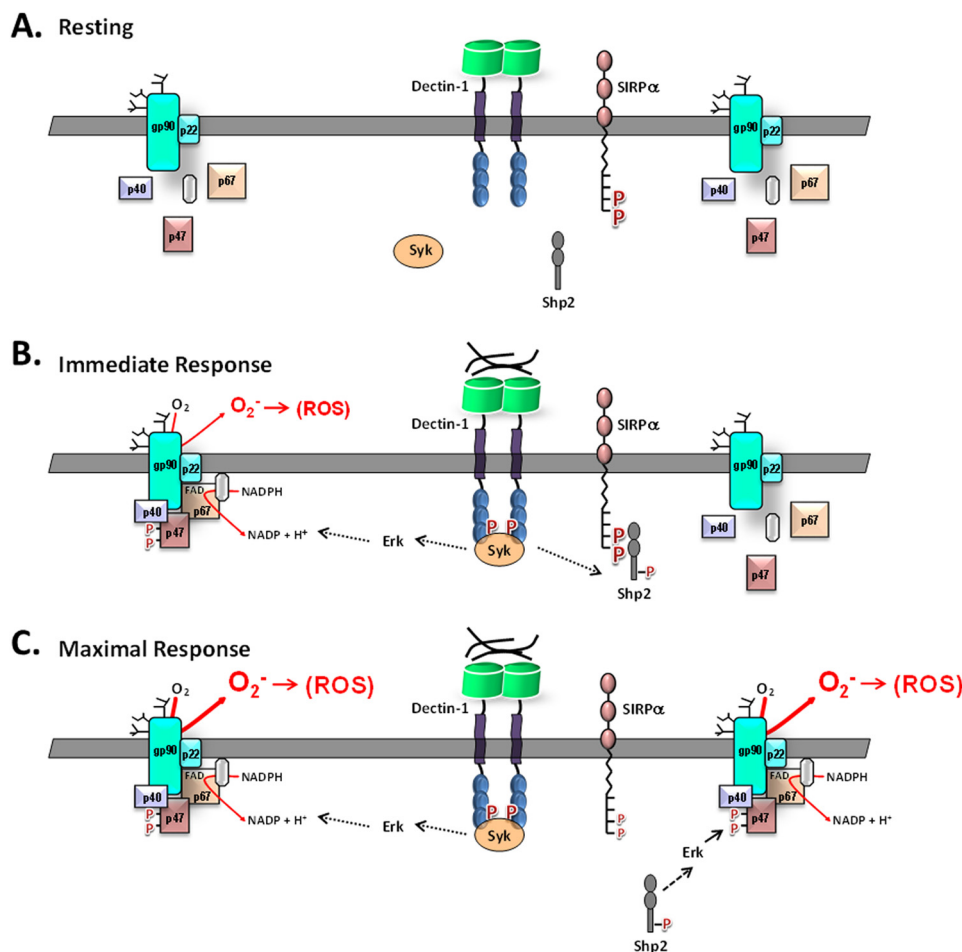 A. Resting
Dectin-1
SIRPα
gp90
p22
p40
p67
p47
P
P
Syk
Shp2
gp90
p22
p40
p67
p47
B. Immediate Response
O₂
O₂⁻ → (ROS)
Dectin-1
SIRPα
gp90
p22
FAD
NADPH
p40
p67
P
P
p47
NADP + H⁺
Erk
P P
Syk
P
P
P
Shp2
gp90
p22
p40
p67
p47
C. Maximal Response
O₂
O₂⁻ → (ROS)
Dectin-1
SIRPα
gp90
p22
FAD
NADPH
p40
p67
P
P
p47
NADP + H⁺
Erk
P P
Syk
P
P
O₂
O₂⁻ → (ROS)
gp90
p22
FAD
NADPH
p40
p67
P
P
p47
NADP + H⁺
Erk
P
Shp2